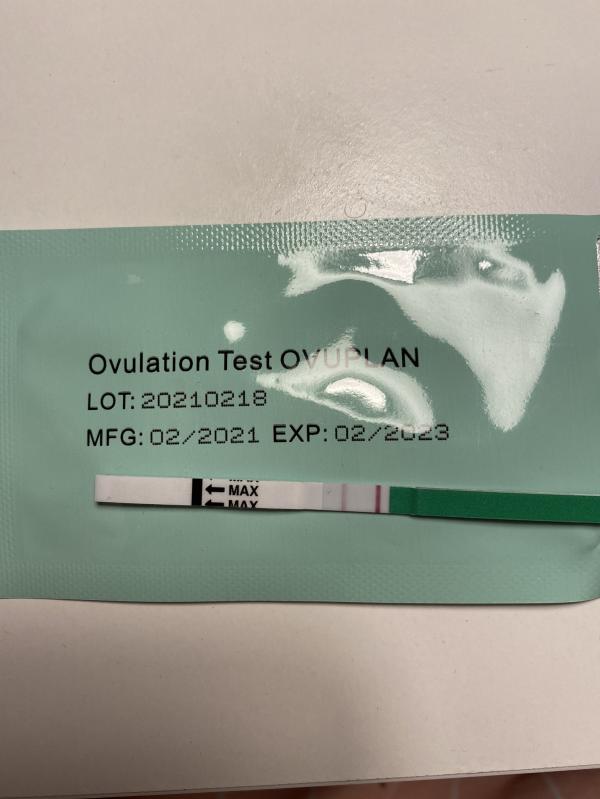 Ovulation Test OVUPLAN
LOT: 20210218
MFG: 02/2021 EXP: 02/2023
MAX
← MAX
← MAX